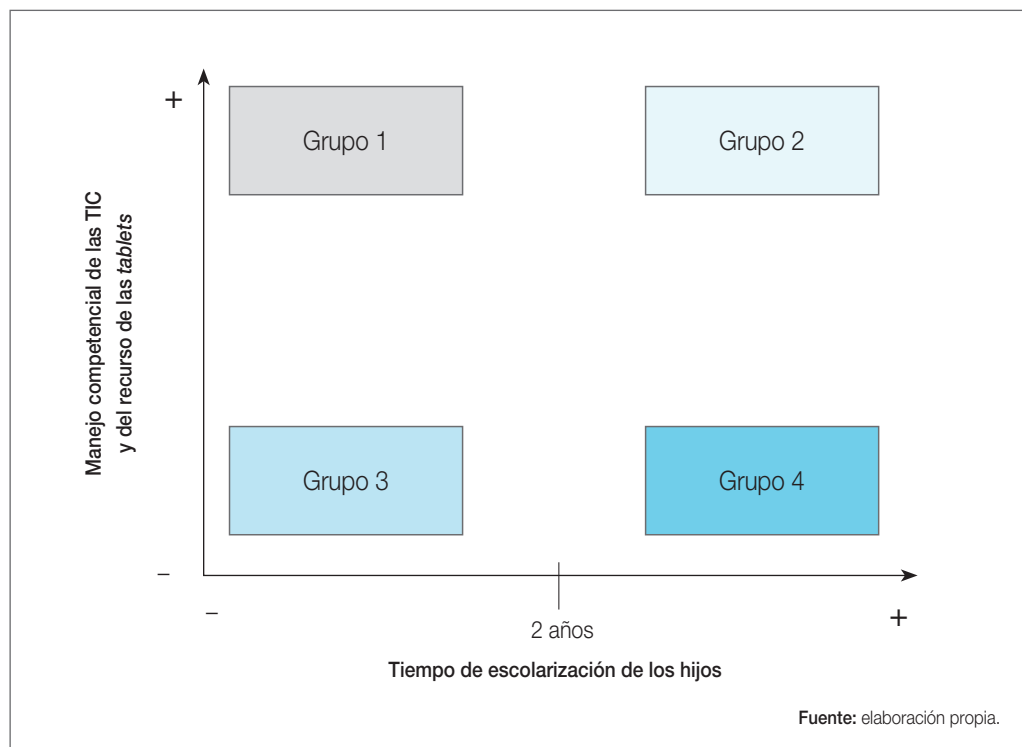 +
Grupo 1
Grupo 2
Manejo competencial de las TIC
y del recurso de las tablets
Grupo 3
Grupo 4
–
–
2 años
+
Tiempo de escolarización de los hijos
Fuente: elaboración propia.